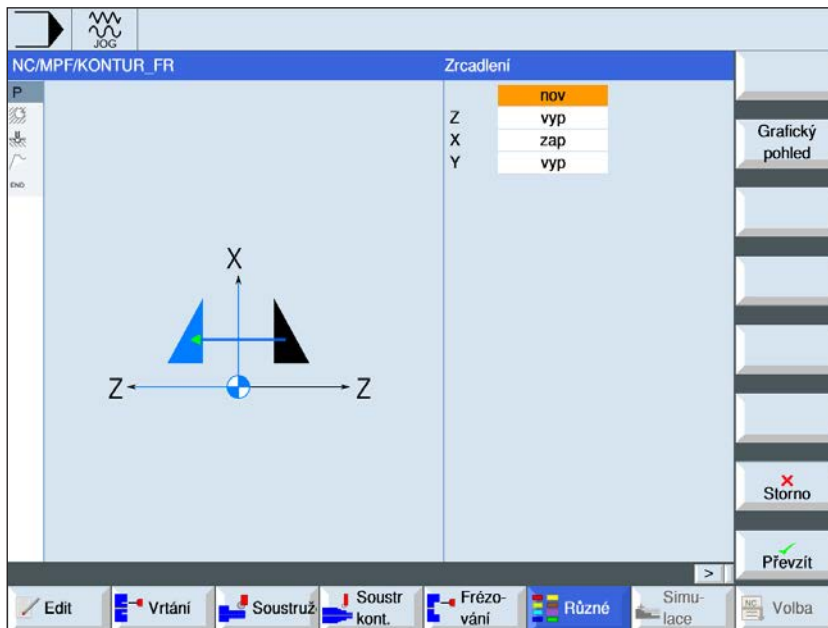 JOG
NC/MPF/KONTUR_FR
Zrcadlení
P
END
nov
Z vyp
X zap
Y vyp
X
Z
Z
Grafický
pohled
Storno
Převzít
>
Edit
Vrtání
Soustruž
Soustr
kont.
Frézo-
vání
Různé
Simu-
lace
NC
Volba